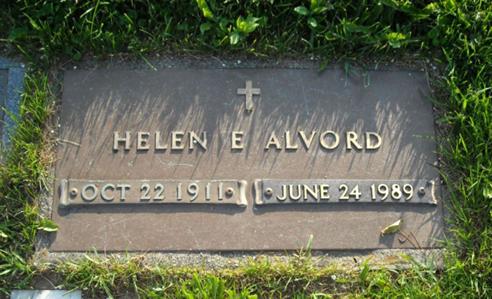 HELEN E ALVORD
OCT 22 1911 JUNE 24 1989